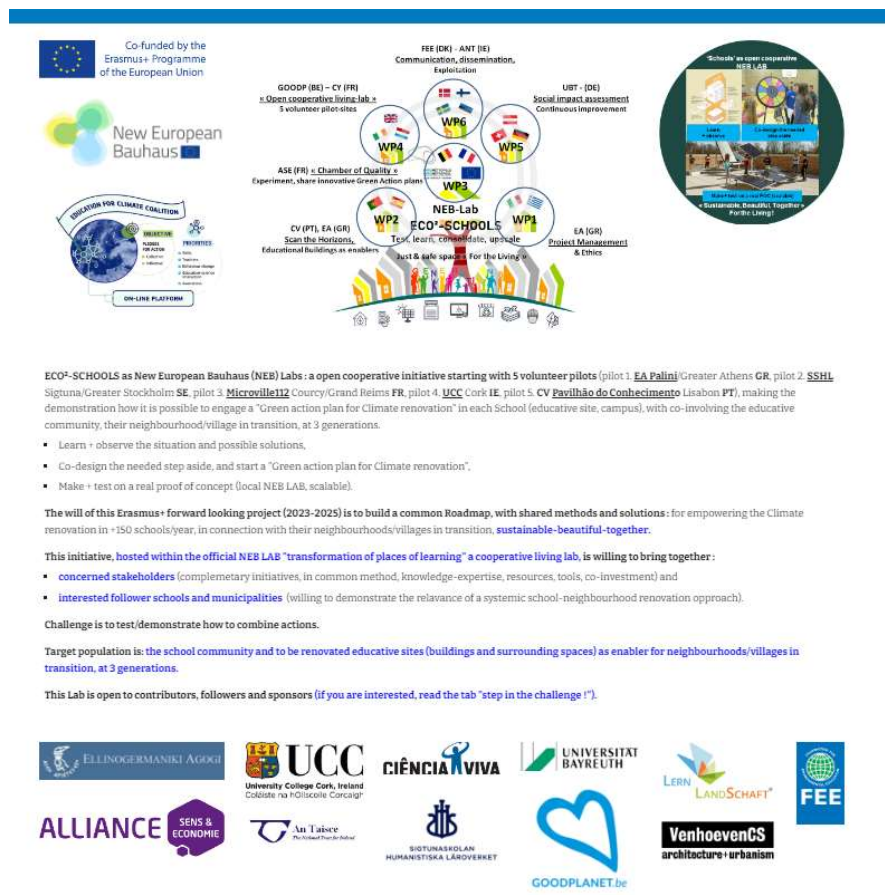 Co-funded by the
Erasmus+ Programme
of the European Union
New European
Bauhaus
EDUCATION FOR CLIMATE COALITION
OBJECTIVE
PRIORITIES
ON-LINE PLATFORM
FEE (DK) - ANT (IE)
Communication, dissemination,
Exploitation
GOODP (BE) – CY (FR)
« Open cooperative living-lab »
5 volunteer pilot-sites
UBT - (DE)
Social impact assessment
Continuous improvement
WP6
WP4
WP5
ASE (FR) « Chamber of Quality »
Experiment, share innovative Green Action plans
WP3
WP2
WP1
NEB-Lab
ECO²-SCHOOLS
Test, learn, consolidate, upscale
CV (PT), EA (GR)
Scan the Horizons,
Educational Buildings as enablers
EA (GR)
Project Management
& Ethics
Just & safe space « For the Living »
'Schools' as open cooperative
NEB LAB
Learn
+ observe
« Sustainable, Beautiful, Together »
For the Living !
ECO²-SCHOOLS as New European Bauhaus (NEB) Labs : a open cooperative initiative starting with 5 volunteer pilots (pilot 1. EA Palini/Greater Athens GR, pilot 2. SSHL
Sigtuna/Greater Stockholm SE, pilot 3. Microville112 Courcy/Grand Reims FR, pilot 4. UCC Cork IE, pilot 5. CV Pavilhão do Conhecimento Lisabon PT), making the
demonstration how it is possible to engage a "Green action plan for Climate renovation" in each School (educative site, campus), with co-involving the educative
community, their neighbourhood/village in transition, at 3 generations.
▪ Learn + observe the situation and possible solutions,
▪ Co-design the needed step aside, and start a "Green action plan for Climate renovation",
▪ Make + test on a real proof of concept (local NEB LAB, scalable).
The will of this Erasmus+ forward looking project (2023-2025) is to build a common Roadmap, with shared methods and solutions : for empowering the Climate
renovation in +150 schools/year, in connection with their neighbourhoods/villages in transition, sustainable-beautiful-together.
This initiative, hosted within the official NEB LAB "transformation of places of learning" a cooperative living lab, is willing to bring together :
▪ concerned stakeholders (complemetary initiatives, in common method, knowledge-expertise, resources, tools, co-investment) and
▪ interested follower schools and municipalities (willing to demonstrate the relavance of a systemic school-neighbourhood renovation approach).
Challenge is to test/demonstrate how to combine actions.
Target population is: the school community and to be renovated educative sites (buildings and surrounding spaces) as enabler for neighbourhoods/villages in
transition, at 3 generations.
This Lab is open to contributors, followers and sponsors (if you are interested, read the tab "step in the challenge !").
ELLINOGERMANIKI AGOGI
UCC
University College Cork, Ireland
Coláiste na hOllscoile Corcaigh
CIÊNCIA VIVA
UNIVERSITÄT
BAYREUTH
LERN
LANDSCHAFT
FEE
ALLIANCE SENS &
ECONOMIE
An Taisce
The National Trust for Ireland
SIGTUNASKOLAN
HUMANISTISKA LÄROVERKET
GOODPLANET.be
VenhoevenCS
architecture+urbanism